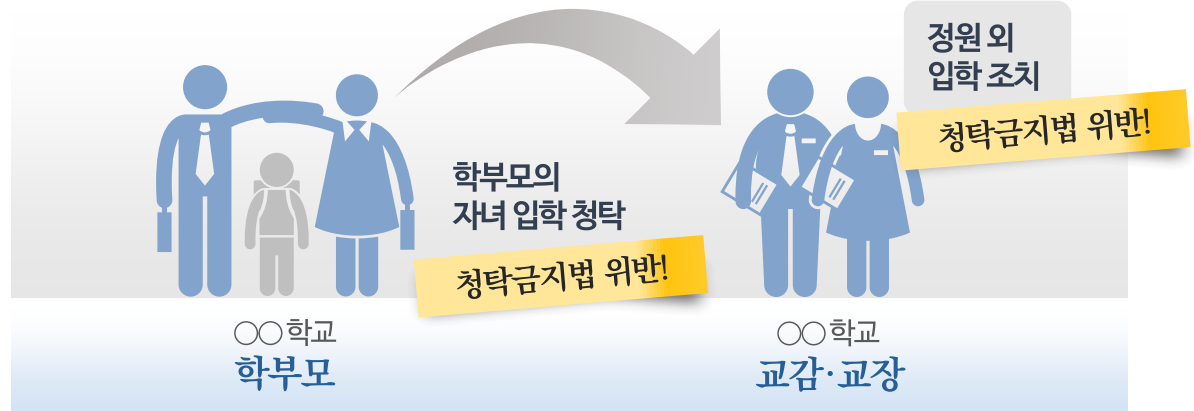 정원 외
입학 조치
청탁금지법 위반!
학부모의
자녀 입학 청탁
청탁금지법 위반!
○○학교
학부모
○○학교
교감·교장